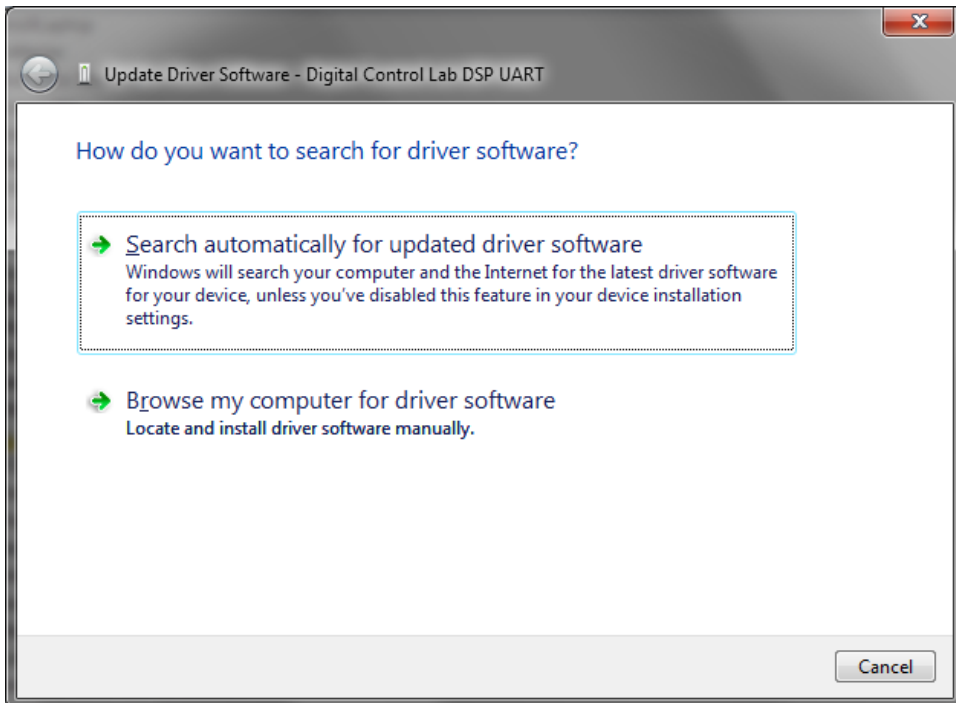 Update Driver Software - Digital Control Lab DSP UART
How do you want to search for driver software?
Search automatically for updated driver software
Windows will search your computer and the Internet for the latest driver software
for your device, unless you've disabled this feature in your device installation
settings.
Browse my computer for driver software
Locate and install driver software manually.
Cancel